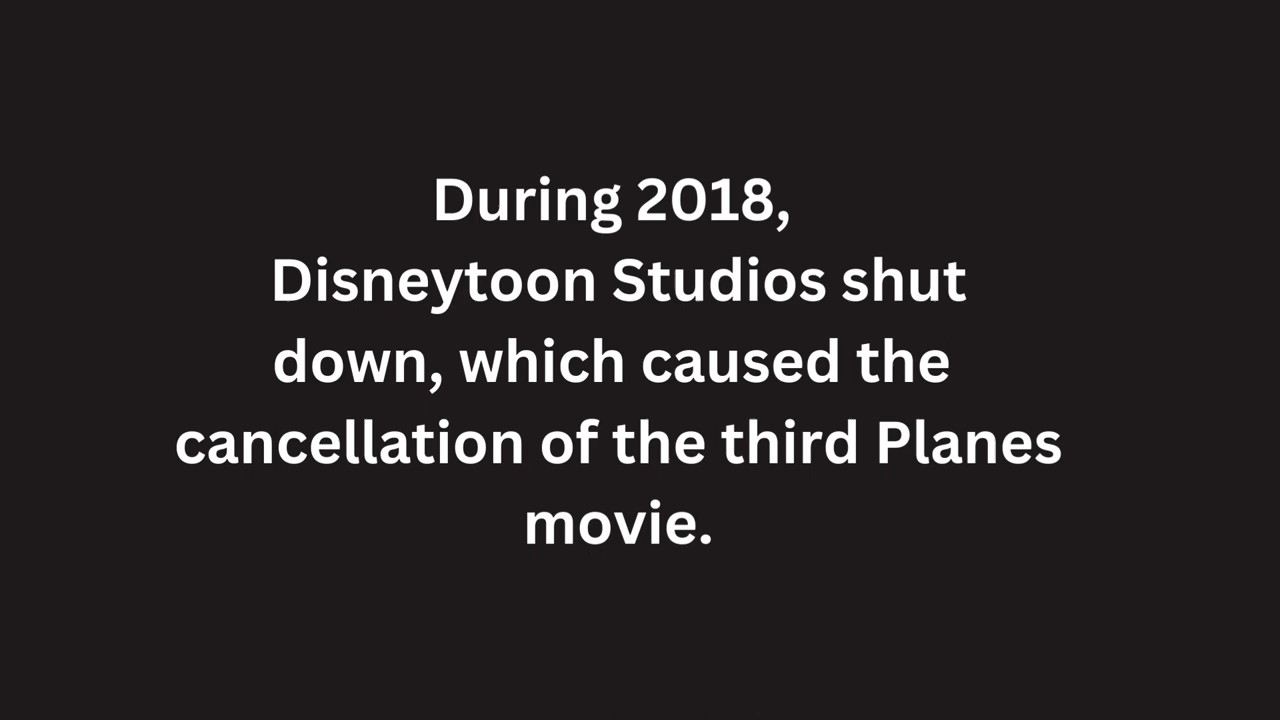 During 2018,
Disneytoon Studios shut
down, which caused the
cancellation of the third Planes
movie.